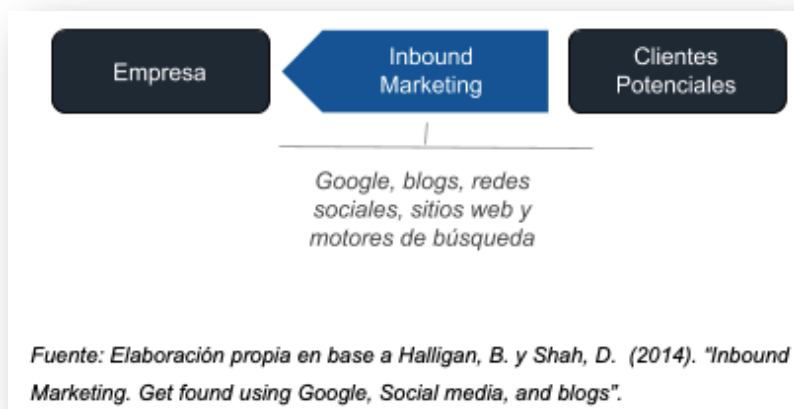 Empresa
Inbound
Marketing
Clientes
Potenciales
Google, blogs, redes
sociales, sitios web y
motores de búsqueda
Fuente: Elaboración propia en base a Halligan, B. y Shah, D. (2014). “Inbound
Marketing. Get found using Google, Social media, and blogs”.